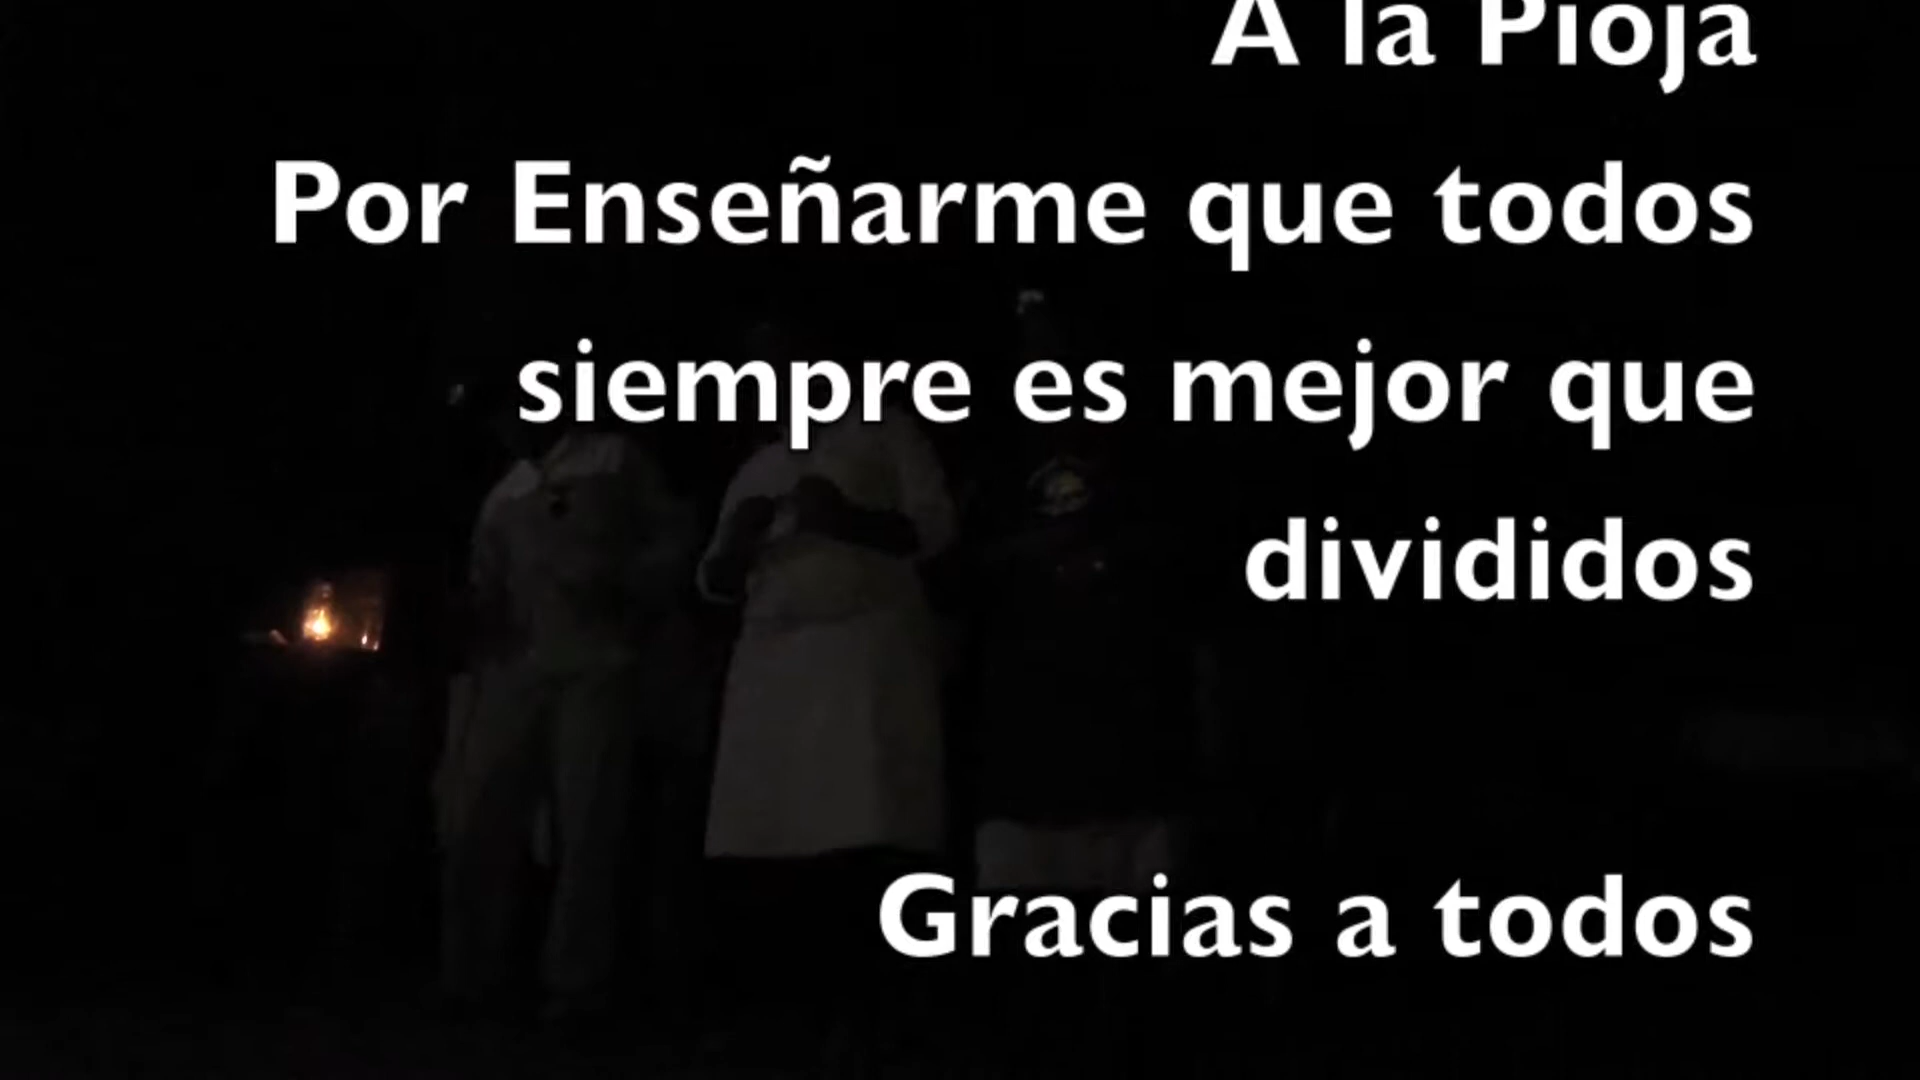 A la Pioja
Por Enseñarme que todos
siempre es mejor que
divididos
Gracias a todos